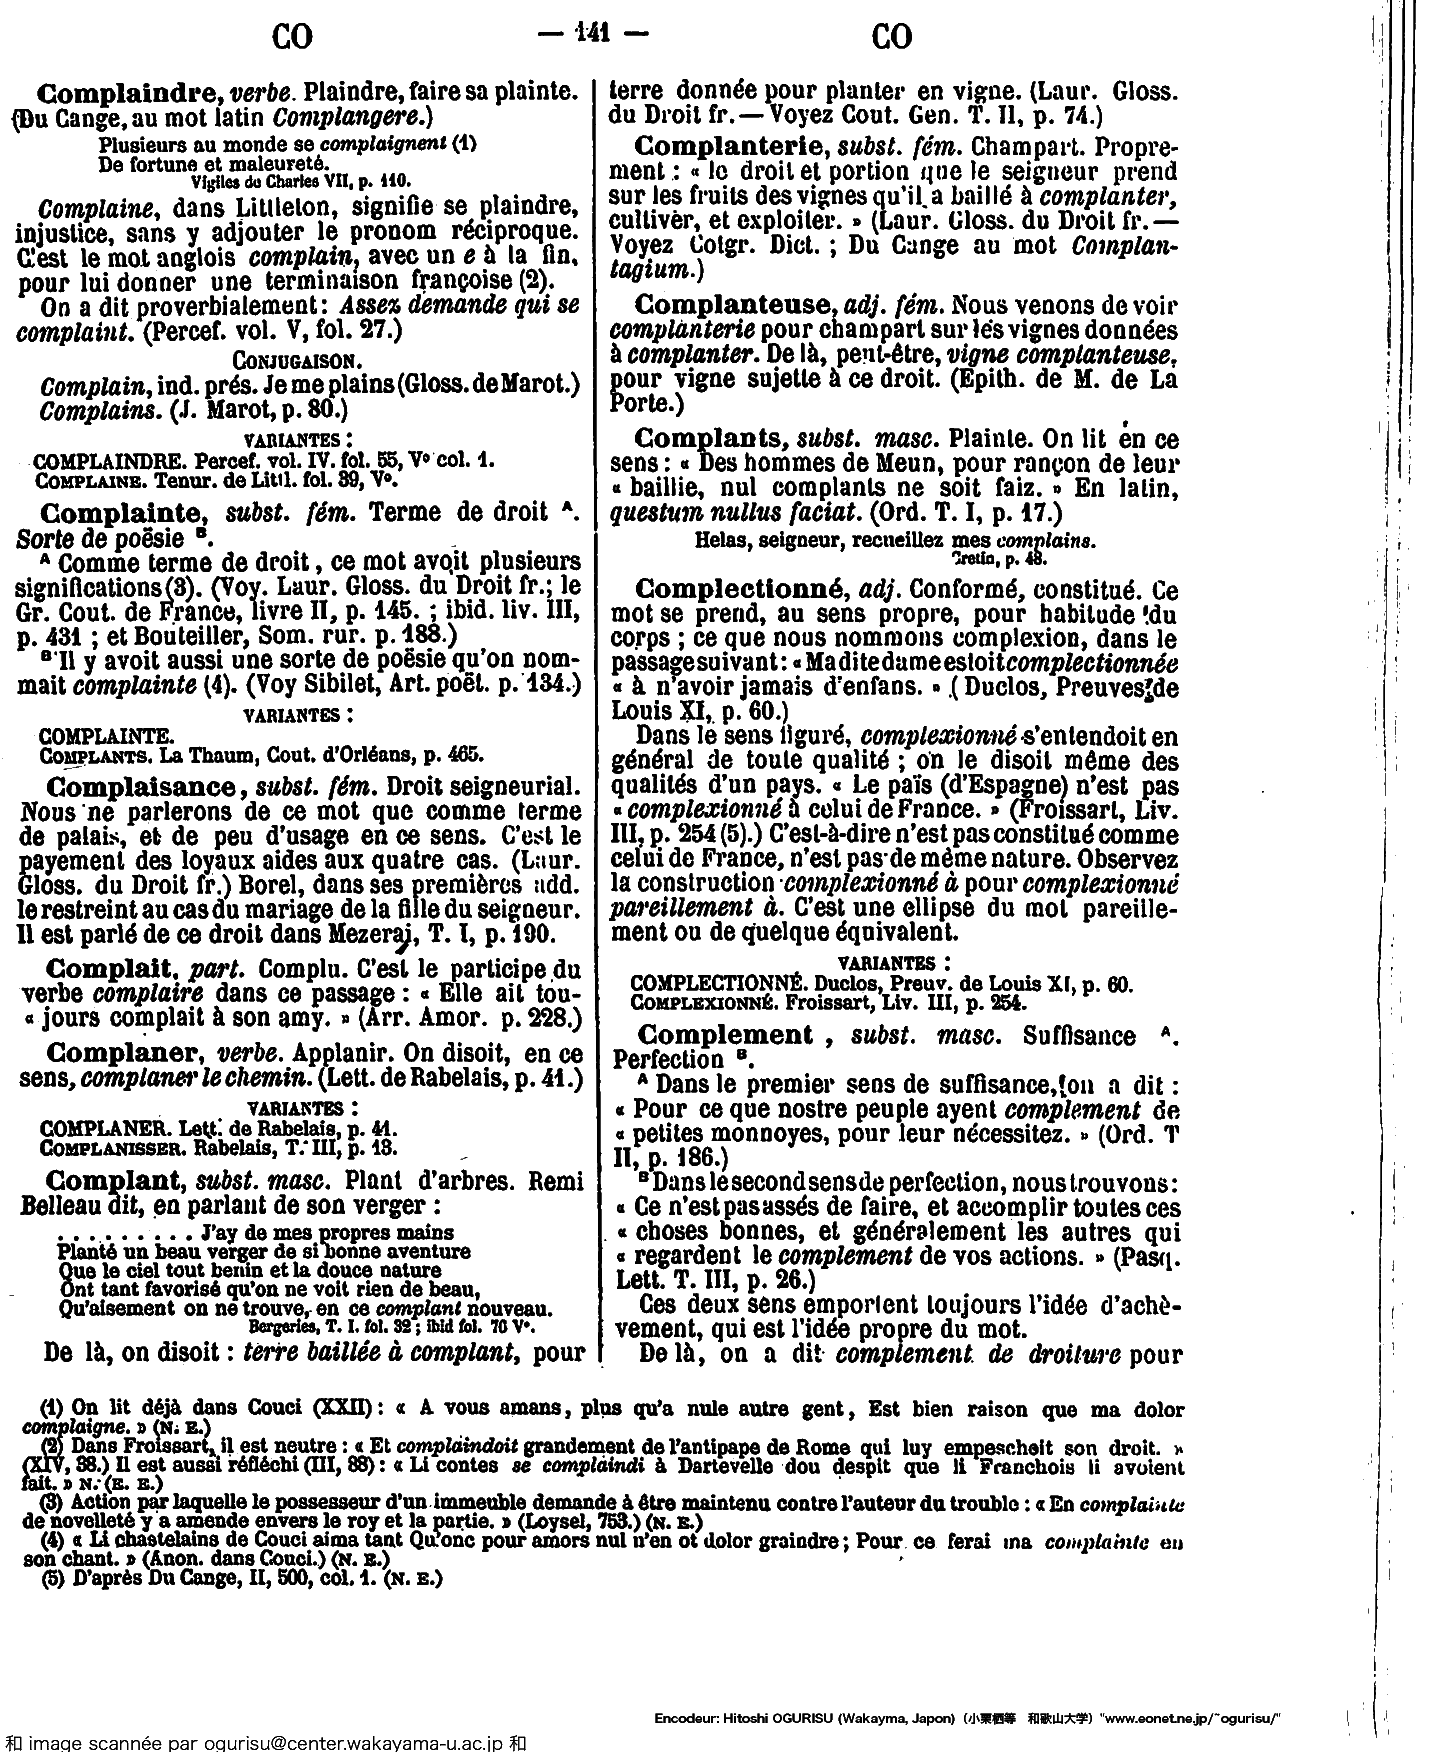 CO
— 141 —
CO
Complaindre, verbe. Plaindre, faire sa plainte.
(Du Cange, au mot latin Complangere.)
Plusieurs au monde se complaignent (1)
De fortune et maleureté.
Vigiles de Charles VII, p. 110.
Complaine, dans Littleton, signifie se plaindre,
injustice, sans y adjouter le pronom réciproque.
C'est le mot anglois complain, avec un e à la fin,
pour lui donner une terminaison françoise (2).
On a dit proverbialement : Assez demande qui se
complaint. (Percef. vol. V, fol. 27.)
CONJUGAISON.
Complain, ind. prés. Je me plains (Gloss. de Marot.)
Complains. (J. Marot, p. 80.)
VARIANTES :
COMPLAINDRE. Percef. vol. IV. fol. 55, Vº col. 1.
COMPLAINE. Tenur. de Littl. fol. 89, Vº.
Complainte, subst. fém. Terme de droit A.
Sorte de poësie B.
A Comme terme de droit, ce mot avoit plusieurs
significations (3). (Voy. Laur. Gloss. du Droit fr.; le
Gr. Cout. de France, livre II, p. 145. ; ibid. liv. III,
p. 431 ; et Bouteiller, Som. rur. p. 188.)
B Il y avoit aussi une sorte de poësie qu'on nom-
mait complainte (4). (Voy Sibilet, Art. poët. p. 134.)
VARIANTES :
COMPLAINTE.
COMPLANTS. La Thaum, Cout. d'Orléans, p. 465.
Complaisance, subst. fém. Droit seigneurial.
Nous ne parlerons de ce mot que comme terme
de palais, et de peu d'usage en ce sens. C'est le
payement des loyaux aides aux quatre cas. (Laur.
Gloss. du Droit fr.) Borel, dans ses premières add.
le restreint au cas du mariage de la fille du seigneur.
Il est parlé de ce droit dans Mezeraj, T. I, p. 190.
Complait, part. Complu. C'est le participe du
verbe complaire dans ce passage : « Elle ait tou-
« jours complait à son amy. » (Arr. Amor. p. 228.)
Complaner, verbe. Applanir. On disoit, en ce
sens, complaner le chemin. (Lett. de Rabelais, p. 41.)
VARIANTES :
COMPLANER. Lett. de Rabelais, p. 41.
COMPLANISSER. Rabelais, T. III, p. 13.
Complant, subst. masc. Plant d'arbres. Remi
Belleau dit, en parlant de son verger :
. . . . . . . . . . J'ay de mes propres mains
Planté un beau verger de si bonne aventure
Que le ciel tout benin et la douce nature
Ont tant favorisé qu'on ne voit rien de beau,
Qu'aisement on ne trouve en ce complant nouveau.
Bergeries, T. I. fol. 32 ; ibid fol. 70 Vº.
De là, on disoit : terre baillée à complant, pour
terre donnée pour planter en vigne. (Laur. Gloss.
du Droit fr. — Voyez Cout. Gen. T. II, p. 74.)
Complanterie, subst. fém. Champart. Propre-
ment : « le droit et portion que le seigneur prend
sur les fruits des vignes qu'il a baillé à complanter,
cultiver, et exploiter. » (Laur. Gloss. du Droit fr. —
Voyez Cotgr. Dict. ; Du Cange au mot Complan-
tagium.)
Complanteuse, adj. fém. Nous venons de voir
complanterie pour champart sur les vignes données
à complanter. De là, peut-être, vigne complanteuse,
pour vigne sujette à ce droit. (Epith. de M. de La
Porte.)
Complants, subst. masc. Plainte. On lit en ce
sens : « Des hommes de Meun, pour rançon de leur
« baillie, nul complants ne soit faiz. » En latin,
questum nullus faciat. (Ord. T. I, p. 17.)
Helas, seigneur, recueillez mes complains.
Cretin, p. 48.
Complectionné, adj. Conformé, constitué. Ce
mot se prend, au sens propre, pour habitude du
corps ; ce que nous nommons complexion, dans le
passage suivant : « Ma dite dame estoit complectionnée
« à n'avoir jamais d'enfans. » (Duclos, Preuves de
Louis XI, p. 60.)
Dans le sens figuré, complexionné s'entendoit en
général de toute qualité ; on le disoit même des
qualités d'un pays. « Le païs (d'Espagne) n'est pas
« complexionné à celui de France. » (Froissart, Liv.
III, p. 254 (5).) C'est-à-dire n'est pas constitué comme
celui de France, n'est pas de même nature. Observez
la construction complexionné à pour complexionné
pareillement à. C'est une ellipse du mot pareille-
ment ou de quelque équivalent.
VARIANTES :
COMPLECTIONNÉ. Duclos, Preuv. de Louis XI, p. 60.
COMPLEXIONNÉ. Froissart, Liv. III, p. 254.
Complement, subst. masc. Suffisance A.
Perfection B.
A Dans le premier sens de suffisance, on a dit :
« Pour ce que nostre peuple ayent complement de
« petites monnoyes, pour leur nécessitez. » (Ord. T
II, p. 186.)
B Dans le second sens de perfection, nous trouvons :
« Ce n'est pas assés de faire, et accomplir toutes ces
« choses bonnes, et généralement les autres qui
« regardent le complement de vos actions. » (Pasq.
Lett. T. III, p. 26.)
Ces deux sens emportent toujours l'idée d'achè-
vement, qui est l'idée propre du mot.
De là, on a dit complement de droiture pour
(1) On lit déjà dans Couci (XXII) : « A vous amans, plus qu'a nule autre gent, Est bien raison que ma dolor
complaigne. » (N. E.)
(2) Dans Froissart, il est neutre : « Et complaindoit grandement de l'antipape de Rome qui luy empescheit son droit. »
(XIV, 38.) Il est aussi réfléchi (III, 88) : « Li contes se complaindi à Dartevelle dou despit que li Franchois li avoient
fait. » N. (E. E.)
(3) Action par laquelle le possesseur d'un immeuble demande à être maintenu contre l'auteur du trouble : « En complainte
de novelleté y a amende envers le roy et la partie. » (Loysel, 753.) (N. E.)
(4) « Li chastelains de Couci aima tant Qu'onc pour amors nul n'en ot dolor graindre ; Pour ce ferai ma complainte en
son chant. » (Anon. dans Couci.) (N. E.)
(5) D'après Du Cange, II, 500, col. 1. (N. E.)
Encodeur: Hitoshi OGURISU (Wakayma, Japon) (小栗栖等 和歌山大学) "www.eonet.ne.jp/~ogurisu/"
和 image scannée par ogurisu@center.wakayama-u.ac.jp 和